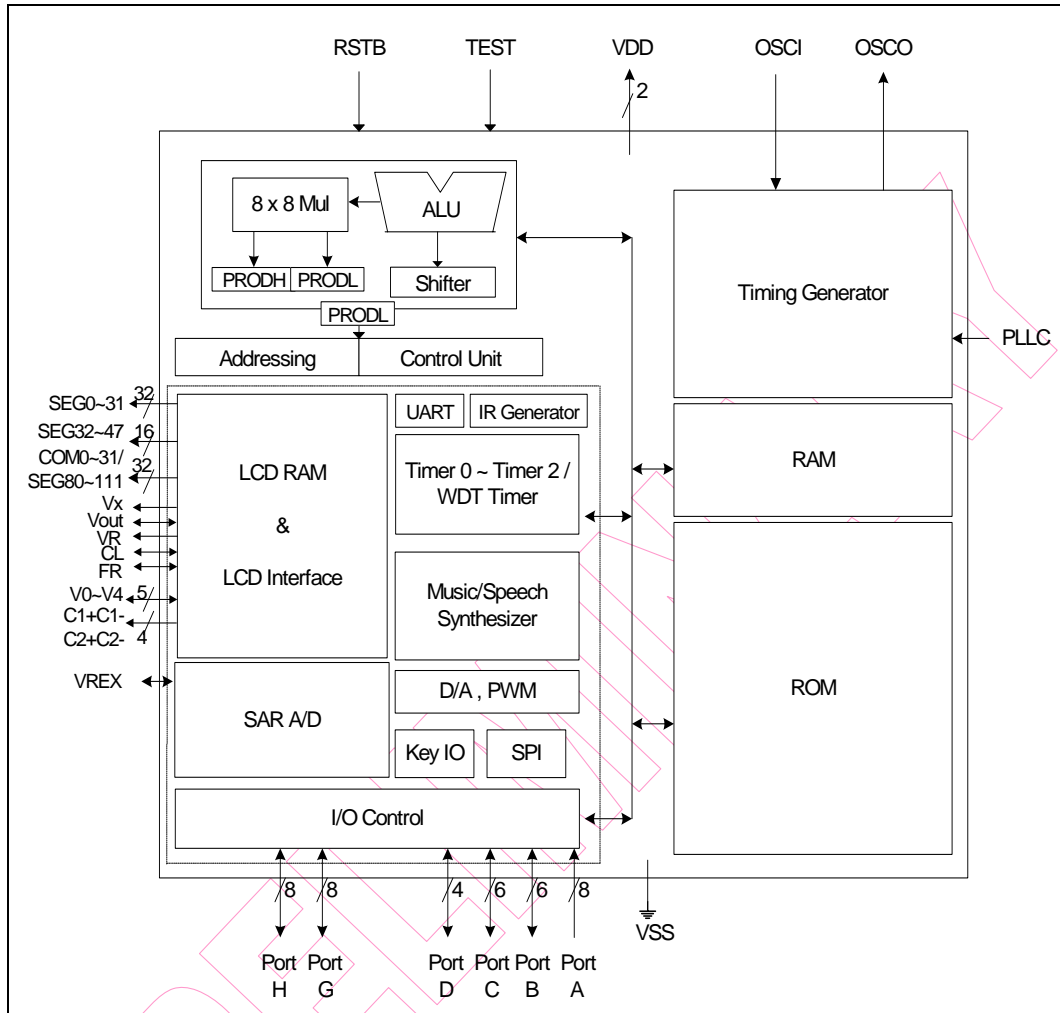 RSTB TEST VDD OSCI OSCO
2
8 x 8 Mul
ALU
PRODH PRODL
Shifter
PRODL
Addressing
Control Unit
Timing Generator
PLLC
SEG0~31 32
SEG32~47 16
COM0~31/
SEG80~111 32
Vx
Vout
VR
CL
FR
V0~V4 5
C1+C1-
C2+C2- 4
VREX
LCD RAM
&
LCD Interface
UART
IR Generator
Timer 0 ~ Timer 2 /
WDT Timer
RAM
Music/Speech
Synthesizer
SAR A/D
D/A , PWM
ROM
Key IO
SPI
I/O Control
8 8 4 6 6 8
VSS
Port Port Port Port Port Port
H G D C B A